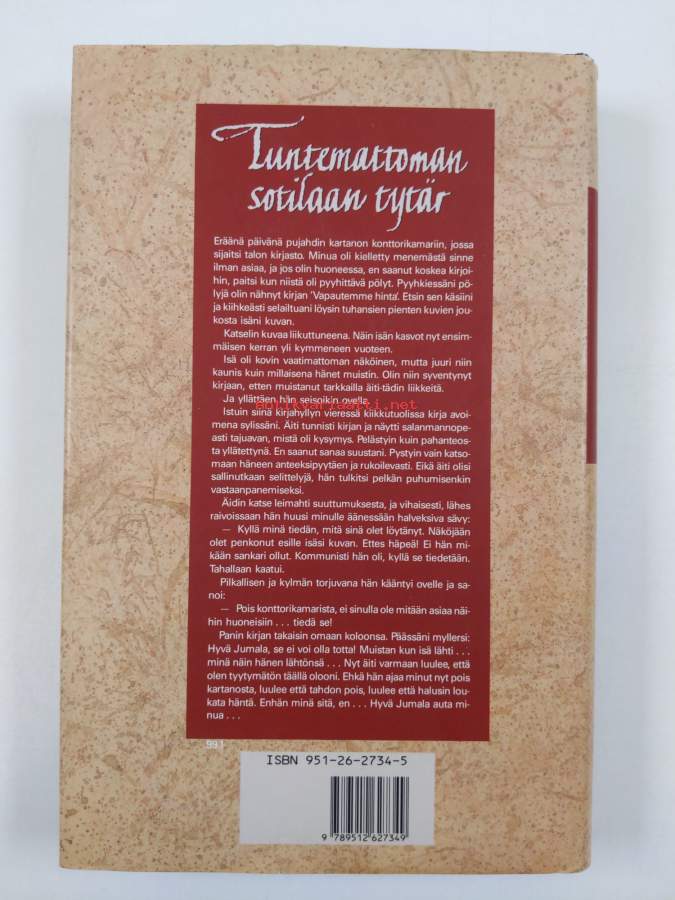 Tuntemattoman
sotilaan tytär
Eräänä päivänä pujahdin kartanon konttorikamariin, jossa
sijaitsi talon kirjasto. Minua oli kielletty menemästä sinne
ilman asiaa, ja jos olin huoneessa, en saanut koskea kirjoi-
hin, paitsi kun niistä oli pyyhittävä pölyt. Pyyhkiessäni pö-
lyjä olin nähnyt kirjan 'Vapautemme hinta'. Etsin sen käsiini
ja kiihkeästi selailtuani löysin tuhansien pienten kuvien jou-
kosta isäni kuvan.
Katselin kuvaa liikuttuneena. Näin isän kasvot nyt ensim-
mäisen kerran yli kymmeneen vuoteen.
Isä oli kovin vaatimattoman näköinen, mutta juuri niin
kaunis kuin millaisena hänet muistin. Olin niin syventynyt
kirjaan, etten muistanut tarkkailla äiti-tädin liikkeitä.
Ja yllättäen hän seisoikin ovella.
antikvariaatti.net
Istuin siinä kirjahyllyn vieressä kiikkutuolissa kirja avoi-
mena sylissäni. Äiti tunnisti kirjan ja näytti salamannopeasti tajuavan, mistä oli kysymys. Pelästyin kuin pahanteosta yllätettynä. En saanut sanaa suustani. Pystyin vain katso-
maan häneen anteeksipyytäen ja rukoilevasti. Eikä äiti olisi
sallinutkaan selittelyjä, hän tulkitsi pelkän puhumisenkin
vastaanpanemiseksi.
Äidin katse leimahti suuttumuksesta, ja vihaisesti, lähes
raivoissaan hän huusi minulle äänessään halveksiva sävy:
— Kyllä minä tiedän, mitä sinä olet löytänyt. Näköjään
olet penkonut esille isäsi kuvan. Ettes häpeä! Ei hän mi-
kään sankari ollut. Kommunisti hän oli, kyllä se tiedetään.
Tahallaan kaatui.
Pilkallisen ja kylmän torjuvana hän kääntyi ovelle ja sa-
noi:
— Pois konttorikamarista, ei sinulla ole mitään asiaa näi-
hin huoneisiin . . . tiedä se!
Panin kirjan takaisin omaan koloonsa. Päässäni myllersi:
Hyvä Jumala, se ei voi olla totta! Muistan kun isä lähti . . .
minä näin hänen lähtönsä . . . Nyt äiti varmaan luulee, että
olen tyytymätön täällä olooni. Ehkä hän ajaa minut nyt pois
kartanosta, luulee että tahdon pois, luulee että halusin lou-
kata häntä. Enhän minä sitä, en . . . Hyvä Jumala auta mi-
nua . . .
99.1
ISBN 951-26-2734-5
9 789512 627349